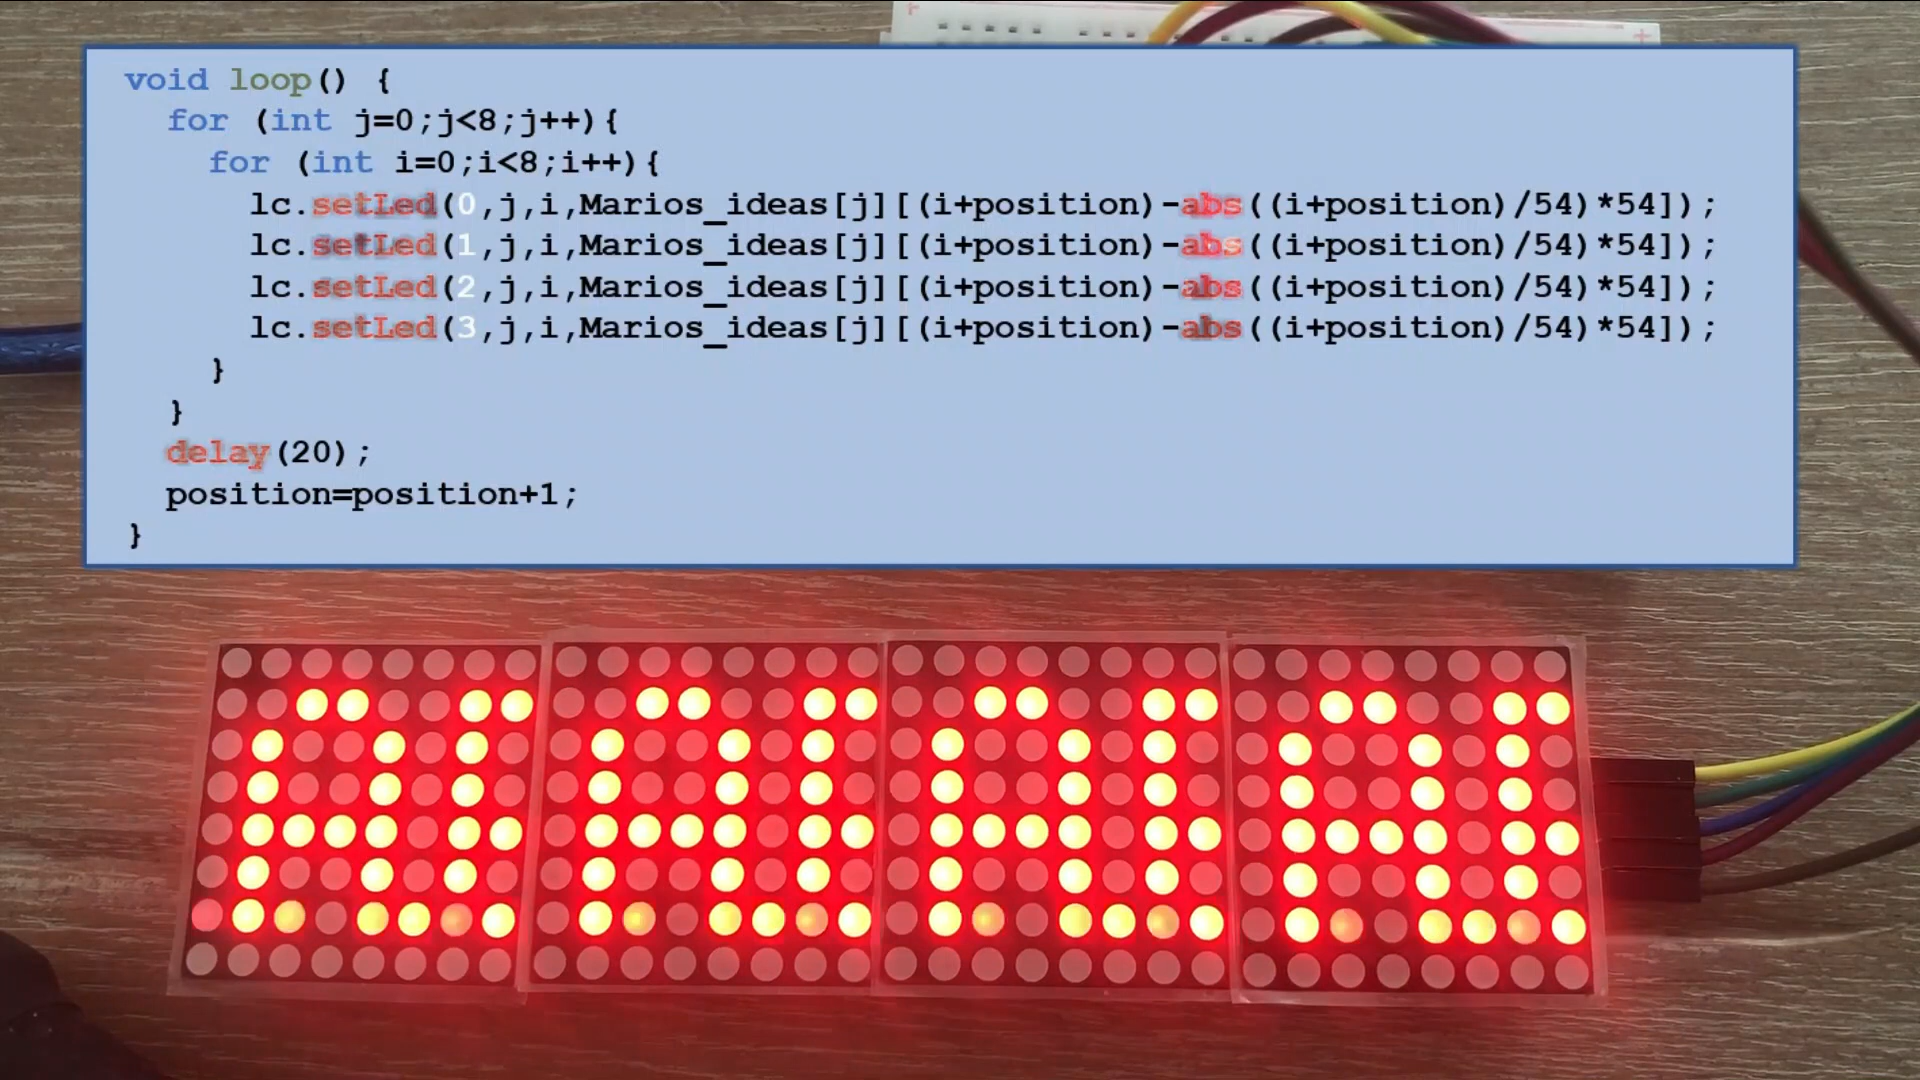 void loop() {
for (int j=0;j<8;j++){
for (int i=0;i<8;i++){
lc.setLed(0,j,i,Marios_ideas[j][(i+position)-abs((i+position)/54)*54]);
lc.setLed(1,j,i,Marios_ideas[j][(i+position)-abs((i+position)/54)*54]);
lc.setLed(2,j,i,Marios_ideas[j][(i+position)-abs((i+position)/54)*54]);
lc.setLed(3,j,i,Marios_ideas[j][(i+position)-abs((i+position)/54)*54]);
}
}
delay(20);
position=position+1;
}